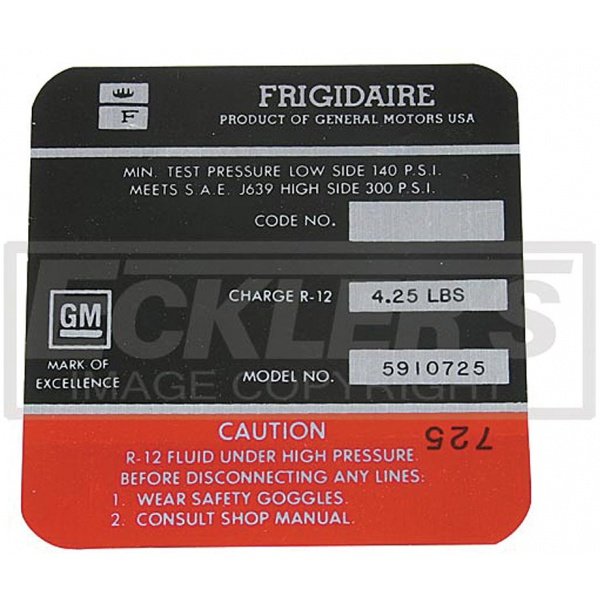 FRIGIDAIRE
F
PRODUCT OF GENERAL MOTORS USA
MIN. TEST PRESSURE LOW SIDE 140 P.S.I.
MEETS S.A.E. J639 HIGH SIDE 300 P.S.I.
CODE NO.
ECKLER'S
CHARGE R-12 4.25 LBS
GM
MARK OF
EXCELLENCE
MODEL NO. 5910725
IMAGE COPYRIGHT
CAUTION
725
R-12 FLUID UNDER HIGH PRESSURE.
BEFORE DISCONNECTING ANY LINES:
1. WEAR SAFETY GOGGLES.
2. CONSULT SHOP MANUAL.